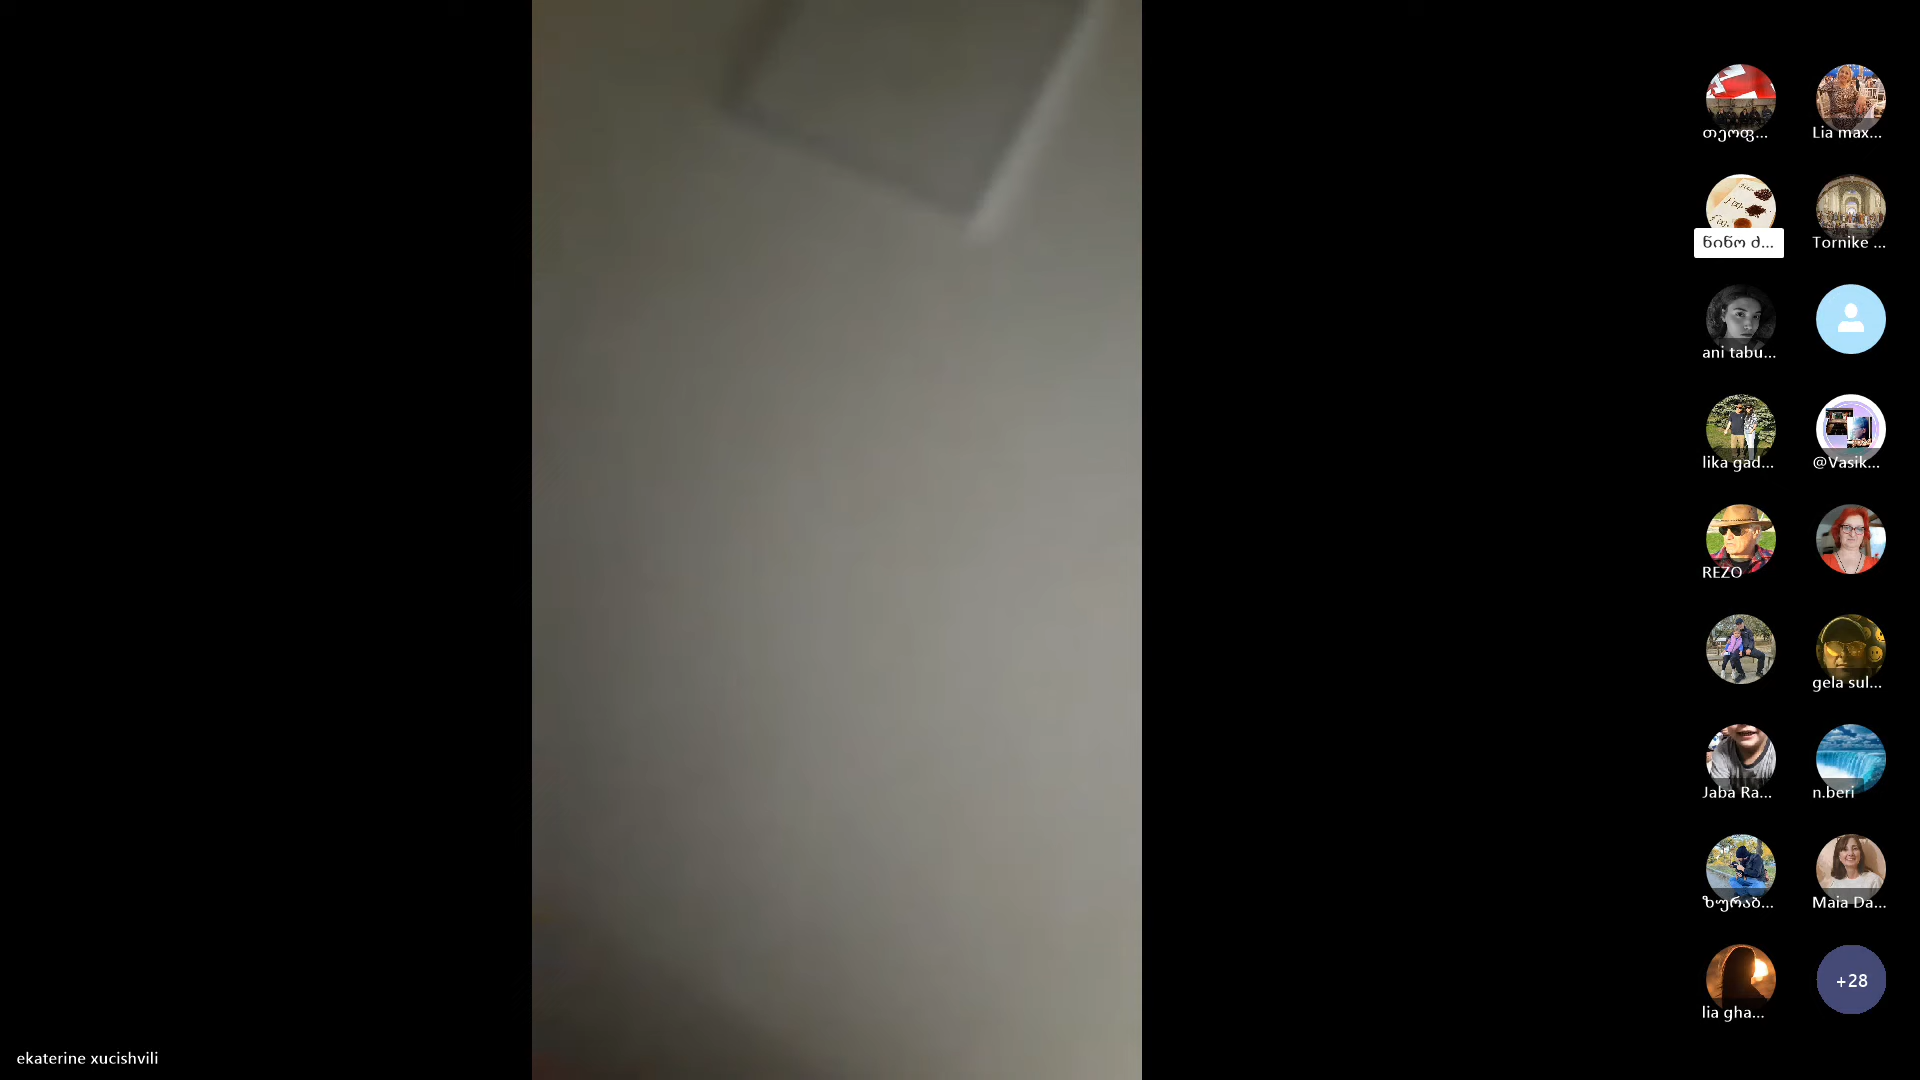 თეოფ...
Lia max...
ნინო ძ...
Tornike ...
ani tabu...
lika gad...
@Vasik...
REZO
gela sul...
Jaba Ra...
n.beri
ზურაბ...
Maia Da...
lia gha...
+28
ekaterine xucishvili